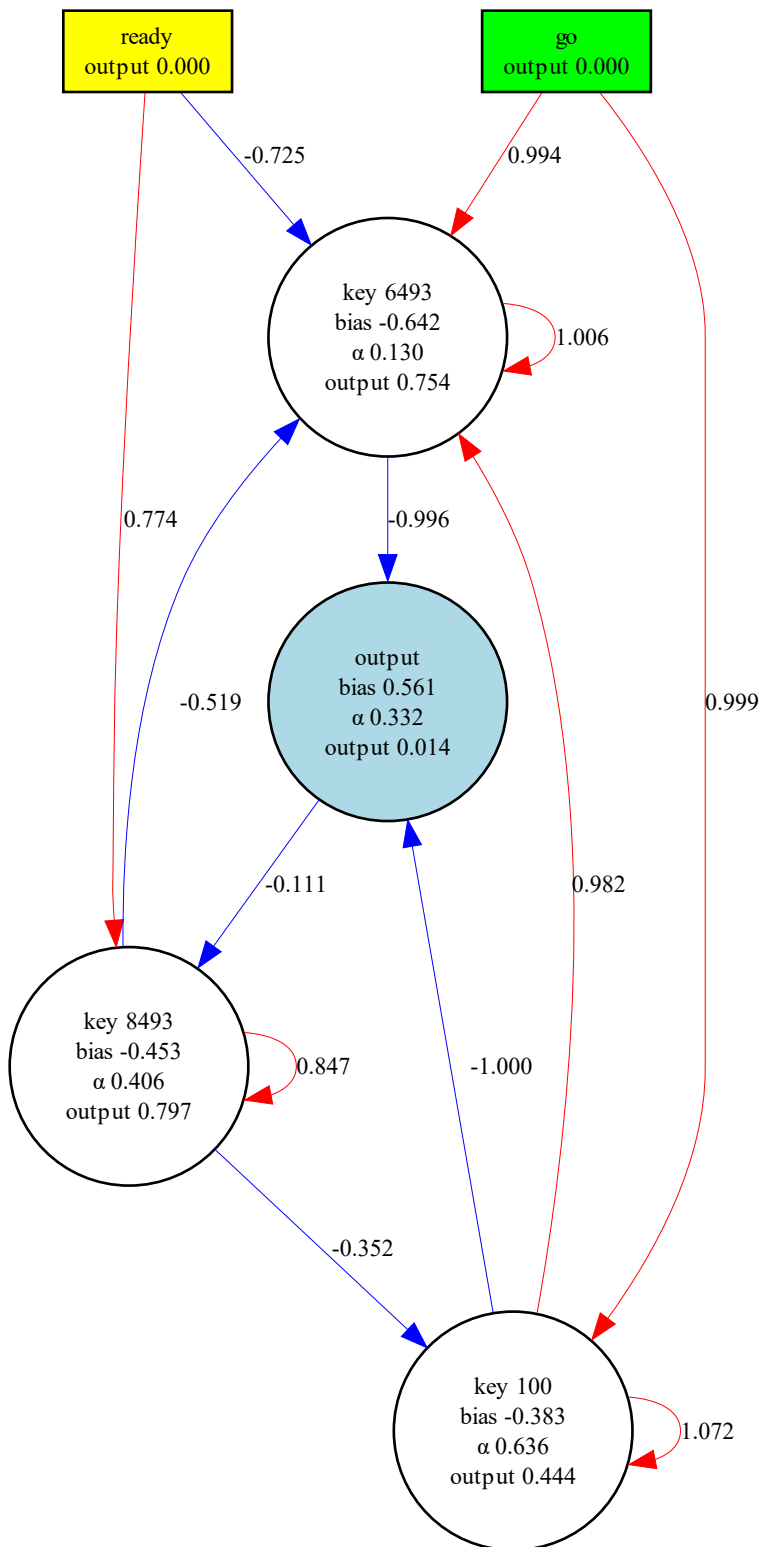 ready
output 0.000
go
output 0.000
-0.725
0.994
key 6493
bias -0.642
α 0.130
output 0.754
1.006
0.774
-0.996
output
bias 0.561
α 0.332
output 0.014
-0.519
0.999
-0.111
0.982
key 8493
bias -0.453
α 0.406
output 0.797
0.847
-1.000
-0.352
key 100
bias -0.383
α 0.636
output 0.444
1.072